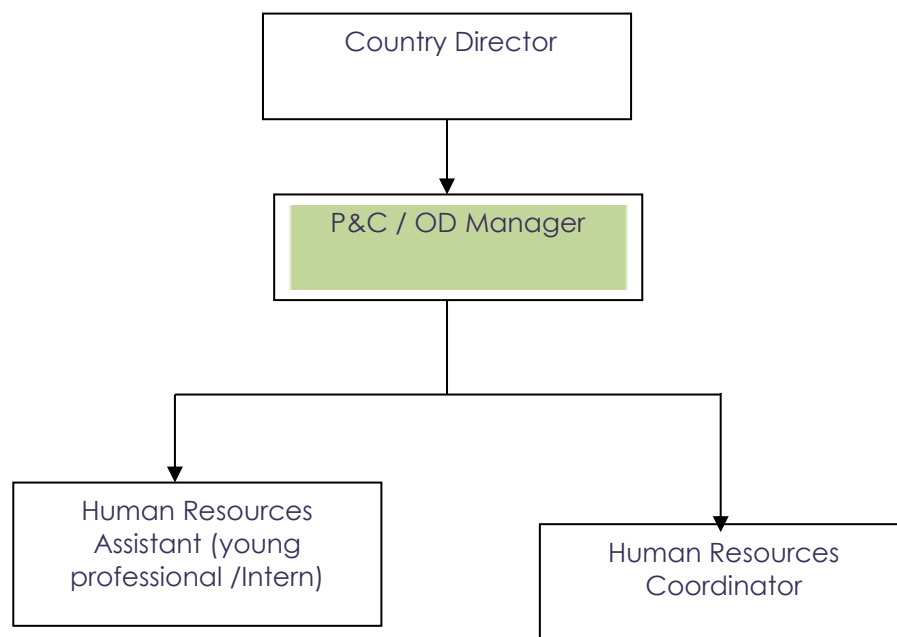 Country Director
P&C / OD Manager
Human Resources
Assistant (young
professional /Intern)
Human Resources
Coordinator